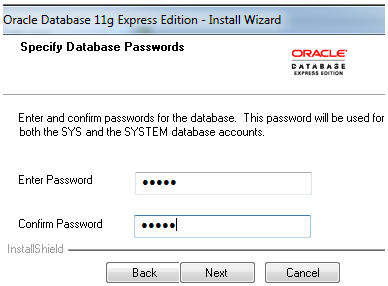 Oracle Database 11g Express Edition - Install Wizard
Specify Database Passwords
ORACLE
DATABASE
EXPRESS EDITION
Enter and confirm passwords for the database. This password will be used for
both the SYS and the SYSTEM database accounts.
Enter Password
•••••
Confirm Password
•••••
InstallShield
Back Next Cancel